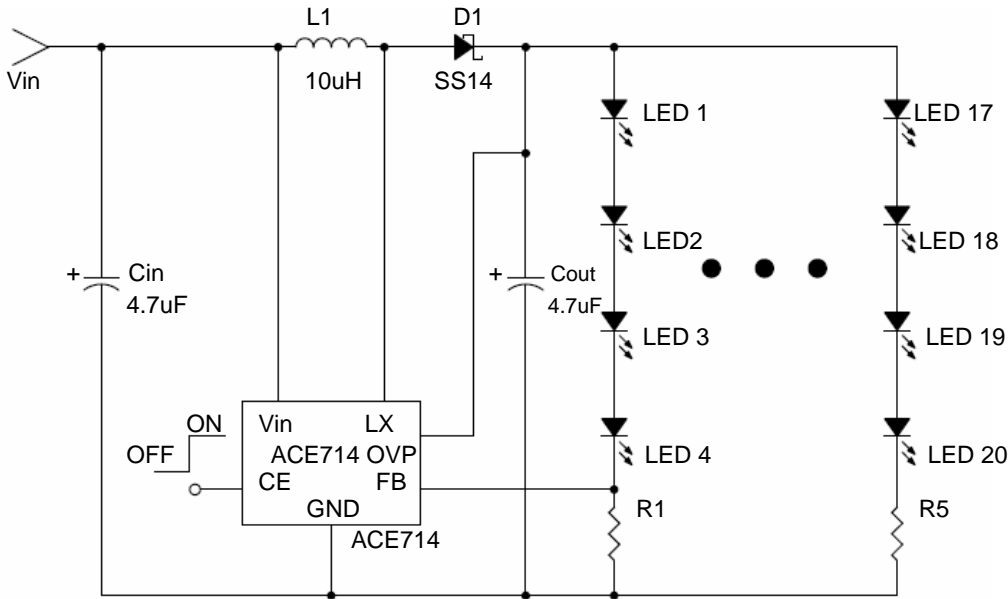 L1
D1
Vin
10uH
SS14
LED 1
LED 17
LED2
LED 18
+
Cin
4.7uF
+
Cout
4.7uF
LED 3
LED 19
ON
OFF
Vin
LX
ACE714
OVP
CE
FB
GND
ACE714
LED 4
LED 20
R1
R5